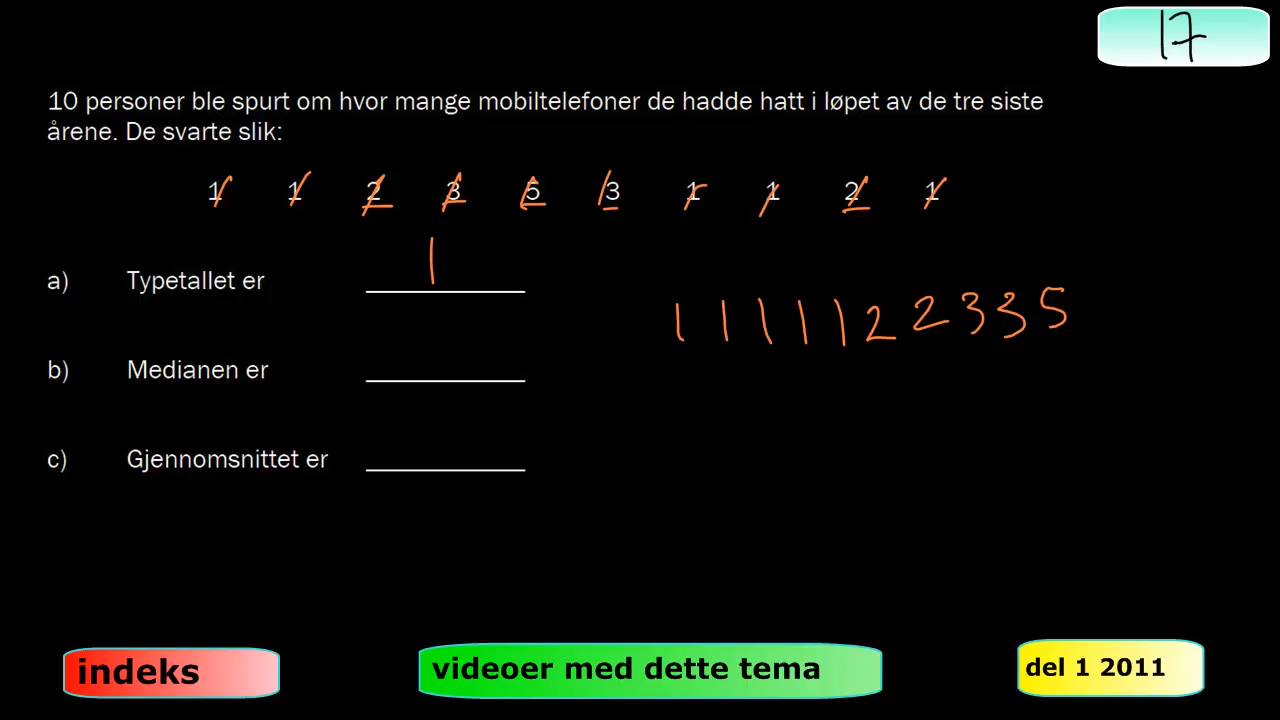 17
10 personer ble spurt om hvor mange mobiltelefoner de hadde hatt i løpet av de tre siste
årene. De svarte slik:
1 1 2 3 5 3 1 1 2 1
a) Typetallet er 1
1 1 1 1 1 2 2 3 3 5
b) Medianen er
c) Gjennomsnittet er
indeks
videoer med dette tema
del 1 2011